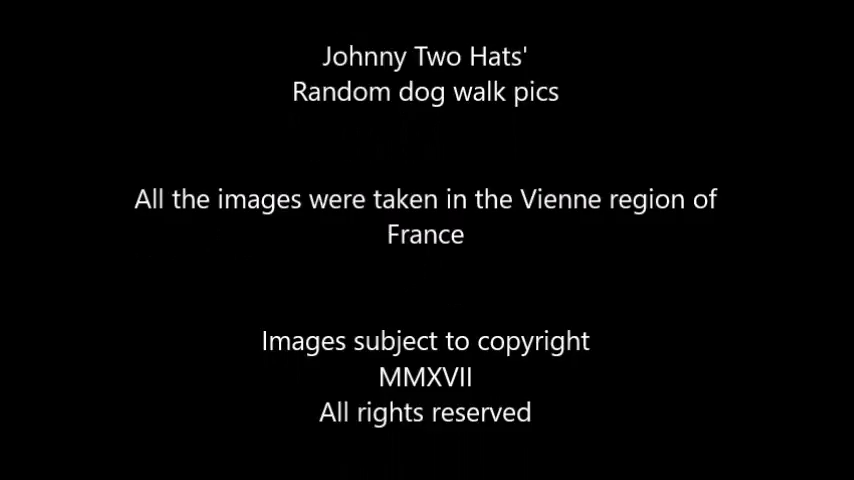 Johnny Two Hats'
Random dog walk pics
All the images were taken in the Vienne region of
France
Images subject to copyright
MMXVII
All rights reserved